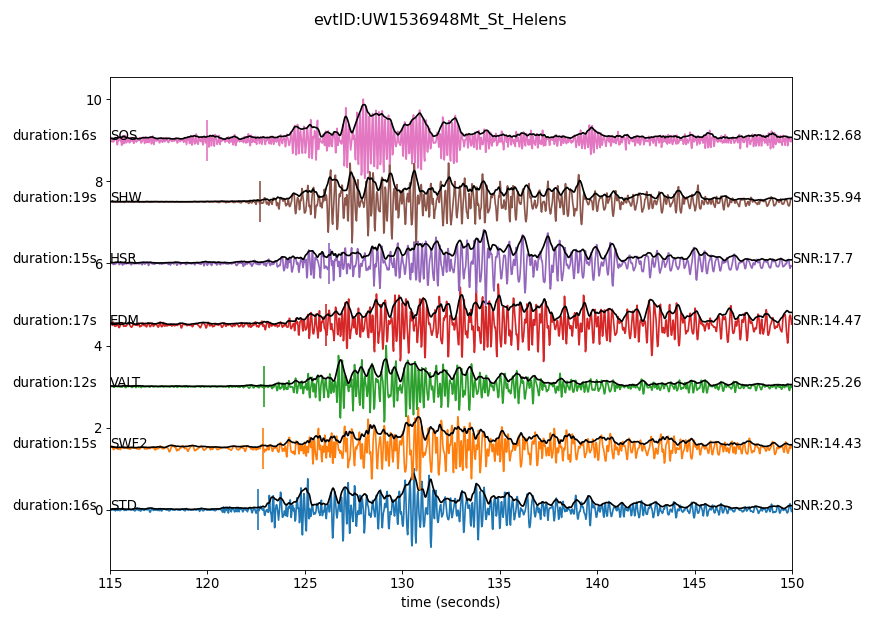 evtID:UW1536948Mt_St_Helens
10
duration:16s SOS SNR:12.68
8
duration:19s SHW SNR:35.94
duration:15s HSR SNR:17.7
6
duration:17s EDM SNR:14.47
4
duration:12s VALT SNR:25.26
2
duration:15s SWF2 SNR:14.43
duration:16s STD SNR:20.3
0
115 120 125 130 135 140 145 150
time (seconds)